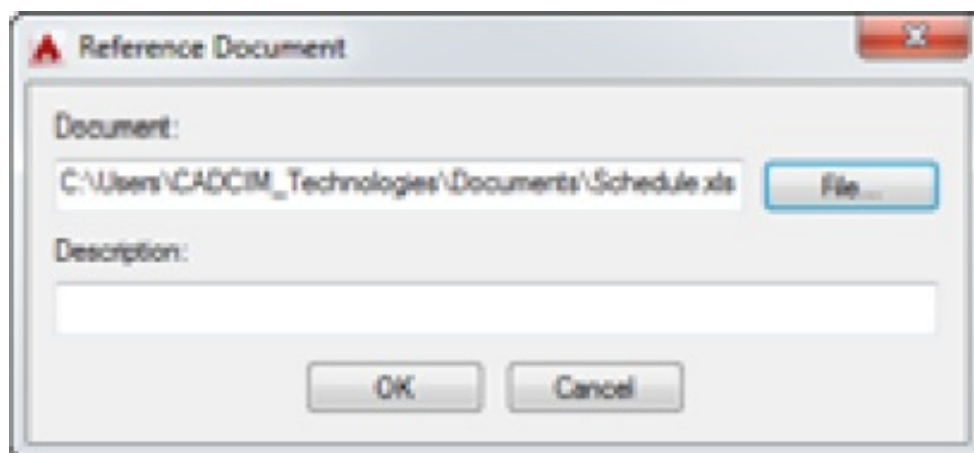 Reference Document
Document:
C:\Users\CADCIM_Technologies\Documents\Schedule.xls
File...
Description:
OK
Cancel